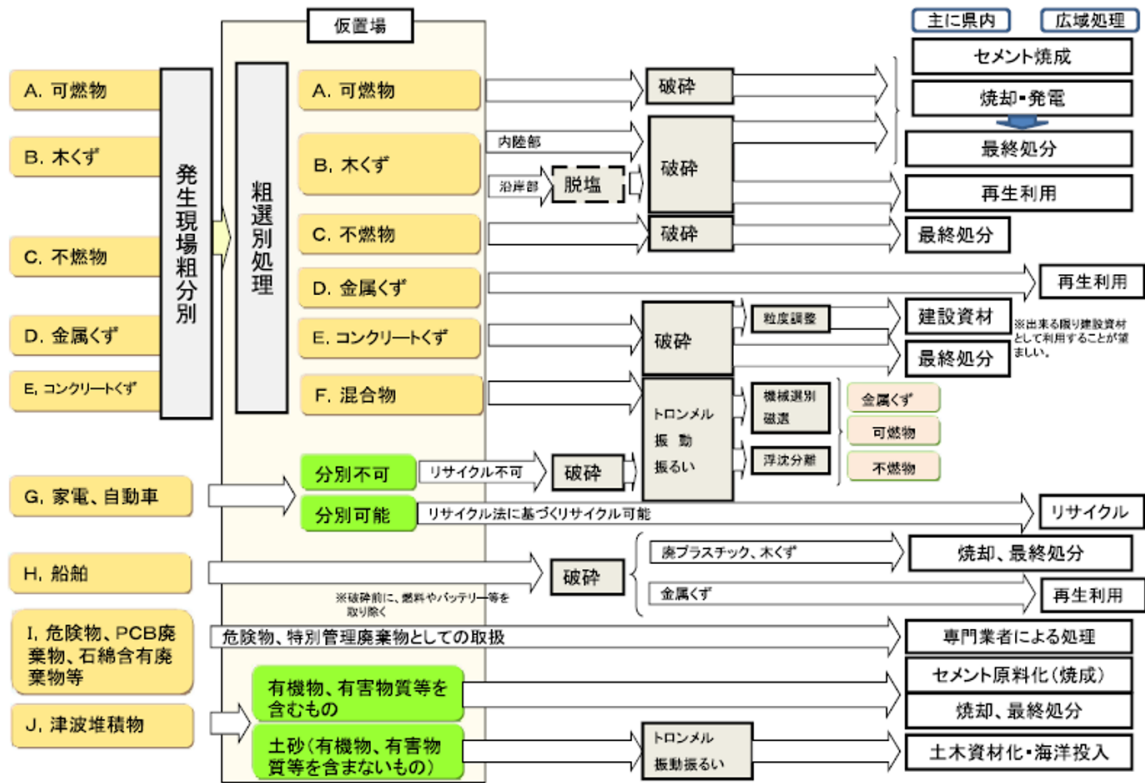 主に県内
広域処理
仮置場
セメント焼成
焼却・発電
最終処分
再生利用
A. 可燃物
B. 木くず
C. 不燃物
D. 金属くず
E. コンクリートくず
発生現場粗分別
粗選別処理
A. 可燃物
破砕
B. 木くず
内陸部
沿岸部
脱塩
破砕
C. 不燃物
破砕
最終処分
D. 金属くず
再生利用
E. コンクリートくず
破砕
粒度調整
建設資材
※出来る限り建設資材
として利用することが望
ましい。
最終処分
F. 混合物
トロンメル
振動
振るい
機械選別
磁選
浮沈分離
金属くず
可燃物
不燃物
G. 家電、自動車
分別不可
リサイクル不可
破砕
分別可能
リサイクル法に基づくリサイクル可能
リサイクル
H. 船舶
※破砕前に、燃料やバッテリー等を
取り除く
破砕
廃プラスチック、木くず
焼却、最終処分
金属くず
再生利用
I. 危険物、PCB廃
棄物、石綿含有廃
棄物等
危険物、特別管理廃棄物としての取扱
専門業者による処理
J. 津波堆積物
有機物、有害物質等を
含むもの
セメント原料化(焼成)
焼却、最終処分
土砂(有機物、有害物
質等を含まないもの)
トロンメル
振動振るい
土木資材化・海洋投入